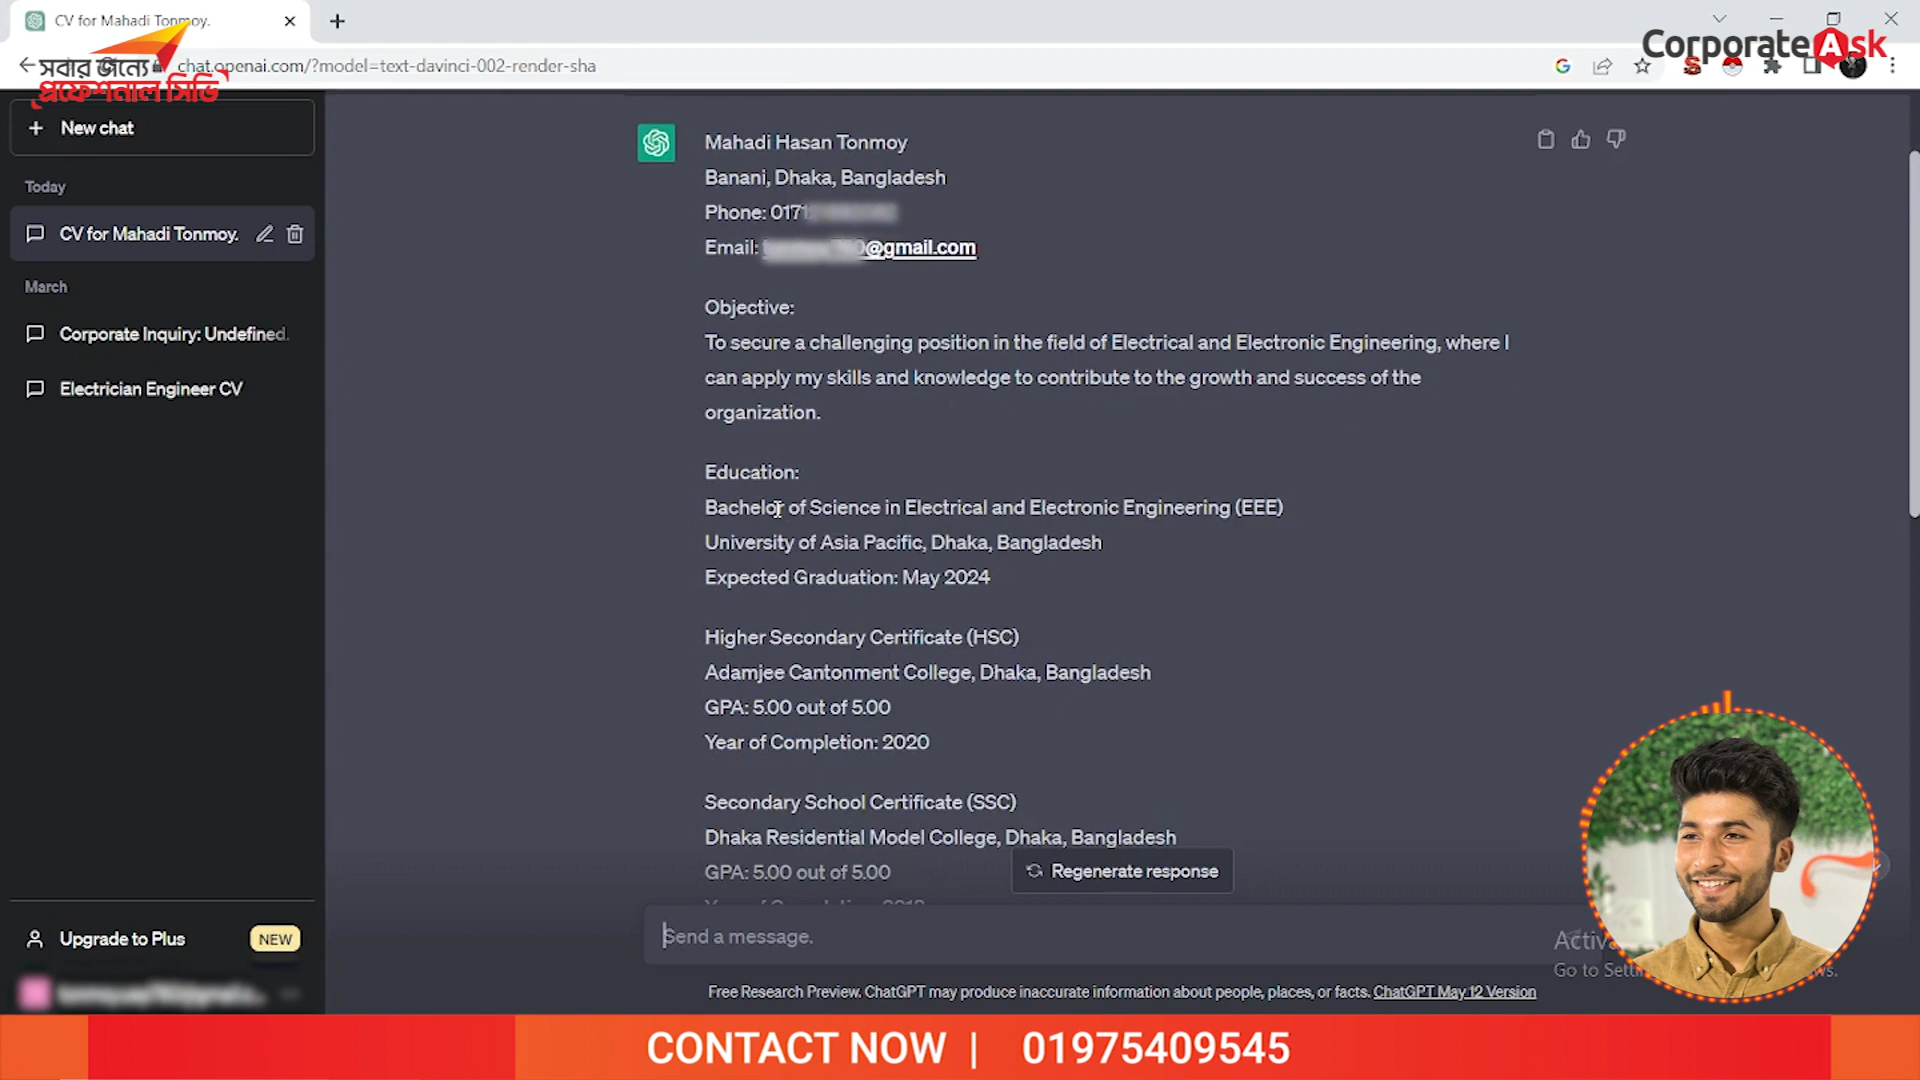 CV for Mahadi Tonmoy.
CorporateAsk
সবার জন্যে
প্রফেশনাল সিভি
chat.openai.com/?model=text-davinci-002-render-sha
New chat
Today
CV for Mahadi Tonmoy.
March
Corporate Inquiry: Undefined.
Electrician Engineer CV
Upgrade to Plus
NEW
Mahadi Hasan Tonmoy
Banani, Dhaka, Bangladesh
Phone: 017
Email: @gmail.com
Objective:
To secure a challenging position in the field of Electrical and Electronic Engineering, where I
can apply my skills and knowledge to contribute to the growth and success of the
organization.
Education:
Bachelor of Science in Electrical and Electronic Engineering (EEE)
University of Asia Pacific, Dhaka, Bangladesh
Expected Graduation: May 2024
Higher Secondary Certificate (HSC)
Adamjee Cantonment College, Dhaka, Bangladesh
GPA: 5.00 out of 5.00
Year of Completion: 2020
Secondary School Certificate (SSC)
Dhaka Residential Model College, Dhaka, Bangladesh
GPA: 5.00 out of 5.00
Regenerate response
Send a message.
Go to
Free Research Preview. ChatGPT may produce inaccurate information about people, places, or facts. ChatGPT May 12 Version
CONTACT NOW | 01975409545